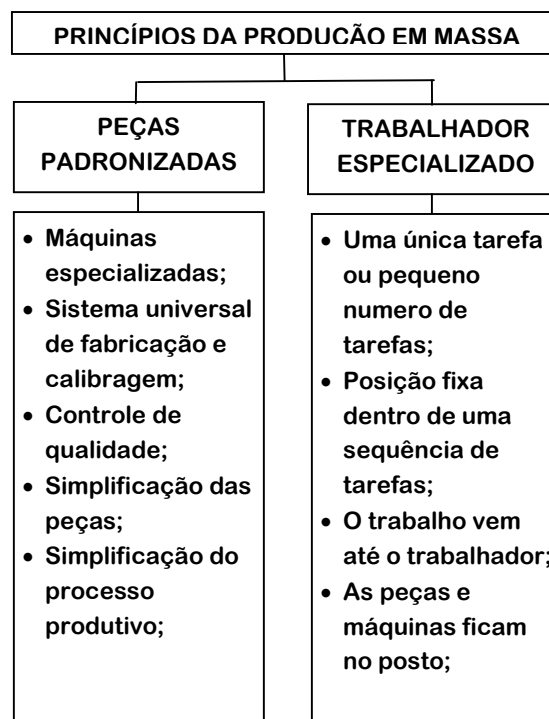 PRINCÍPIOS DA PRODUCÃO EM MASSA
PEÇAS
PADRONIZADAS
• Máquinas
especializadas;
• Sistema universal
de fabricação e
calibragem;
• Controle de
qualidade;
• Simplificação das
peças;
• Simplificação do
processo
produtivo;
TRABALHADOR
ESPECIALIZADO
• Uma única tarefa
ou pequeno
numero de
tarefas;
• Posição fixa
dentro de uma
sequência de
tarefas;
• O trabalho vem
até o trabalhador;
• As peças e
máquinas ficam
no posto;